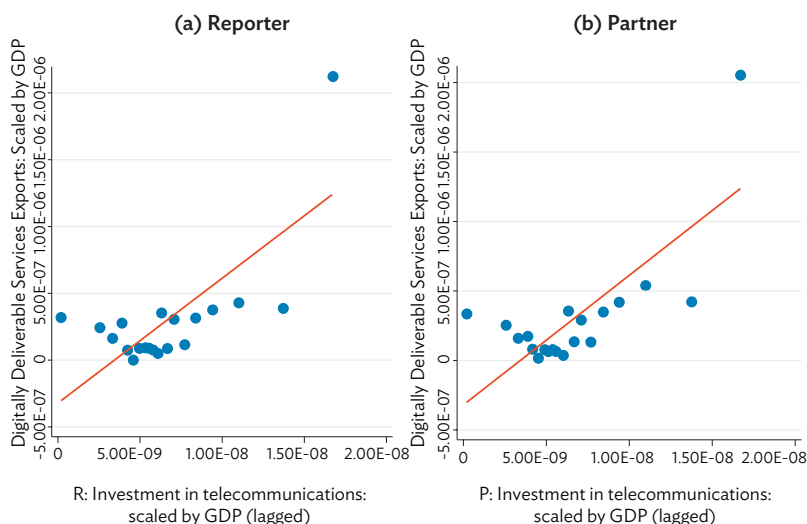 (a) Reporter
Digitally Deliverable Services Exports: Scaled by GDP
2.00E-06
1.50E-06
1.00E-06
5.00E-07
0
-5.00E-07
0 5.00E-09 1.00E-08 1.50E-08 2.00E-08
R: Investment in telecommunications:
scaled by GDP (lagged)
(b) Partner
Digitally Deliverable Services Exports: Scaled by GDP
2.00E-06
1.50E-06
1.00E-06
5.00E-07
0
-5.00E-07
0 5.00E-09 1.00E-08 1.50E-08 2.00E-08
P: Investment in telecommunications:
scaled by GDP (lagged)